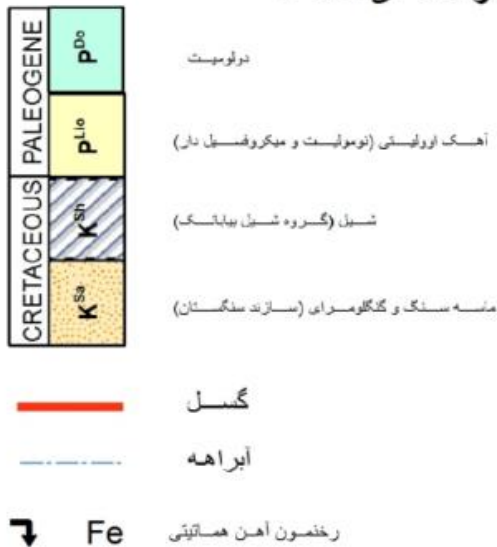 PALEOGENE
P^Do
دولومیت
P^Lio
آهک اوولیتی (نومولیت و میکروفسیل دار)
CRETACEOUS
K^Sh
شیل (گروه شیل بیابانک)
K^Sa
ماسه سنگ و کنگلومرای (سازند سنگستان)
گسل
آبراهه
Fe
رخنمون آهن هماتیتی